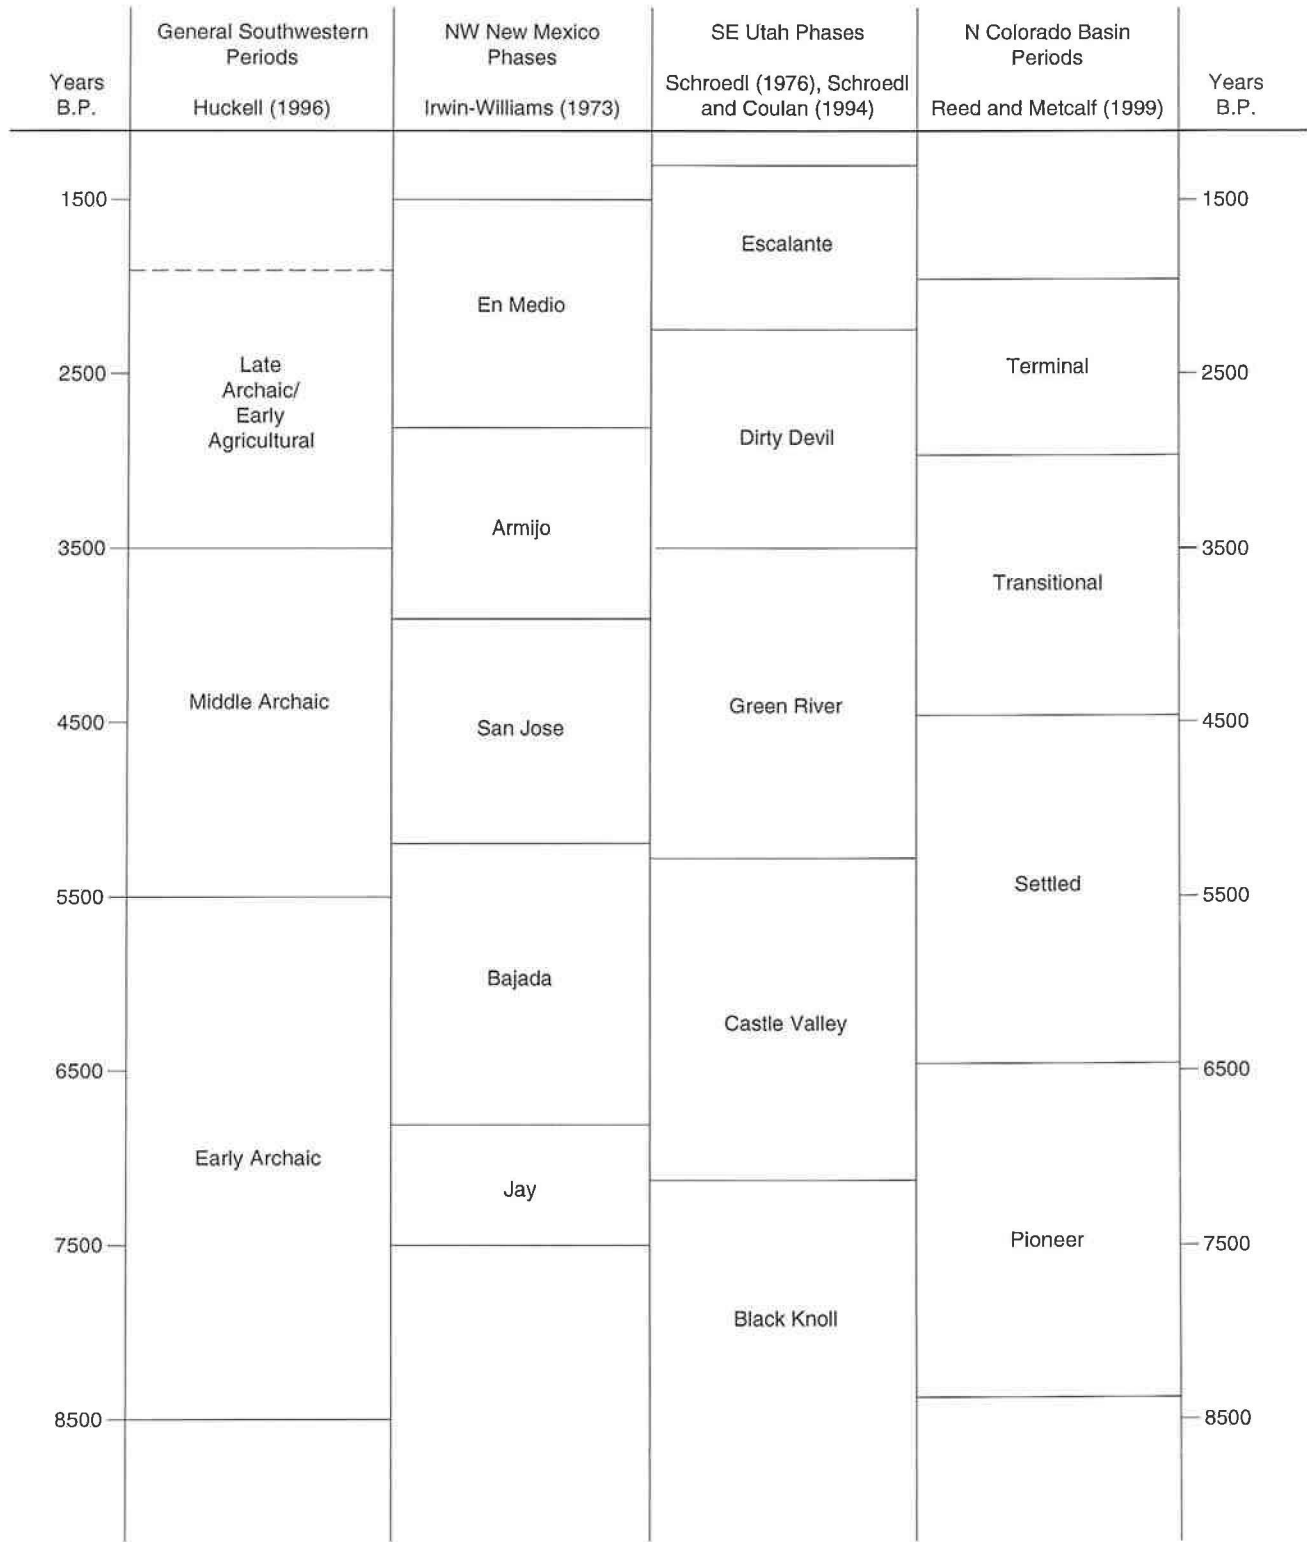 General Southwestern
Periods
Huckell (1996)
NW New Mexico
Phases
Irwin-Williams (1973)
SE Utah Phases
Schroedl (1976), Schroedl
and Coulan (1994)
N Colorado Basin
Periods
Reed and Metcalf (1999)
Years
B.P.
Years
B.P.
1500
2500
3500
4500
5500
6500
7500
8500
Late
Archaic/
Early
Agricultural
Middle Archaic
Early Archaic
En Medio
Armijo
San Jose
Bajada
Jay
Escalante
Dirty Devil
Green River
Castle Valley
Black Knoll
Terminal
Transitional
Settled
Pioneer
1500
2500
3500
4500
5500
6500
7500
8500